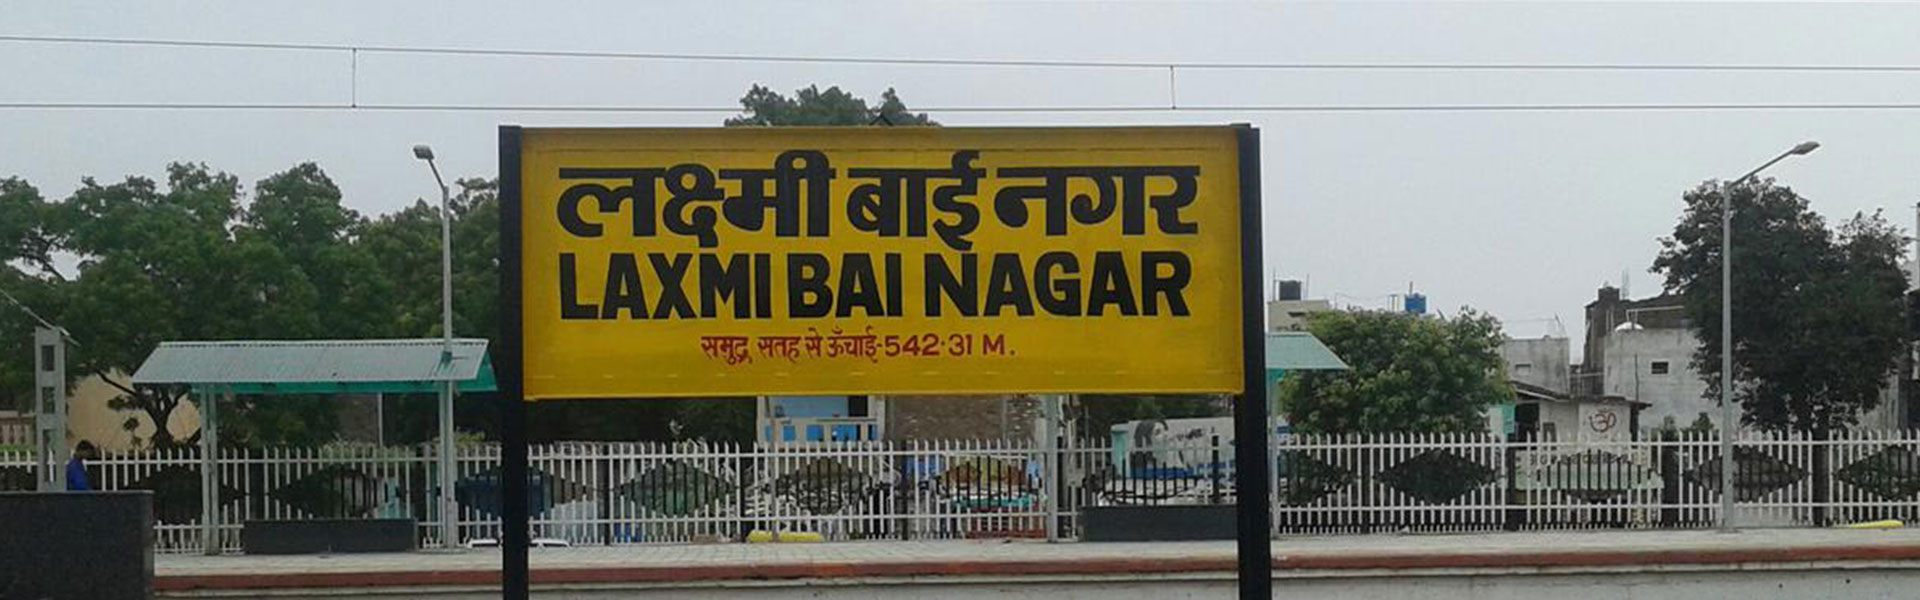 लक्ष्मी बाई नगर
LAXMI BAI NAGAR
समुद्र सतह से ऊँचाई-542·31 M.
ॐ